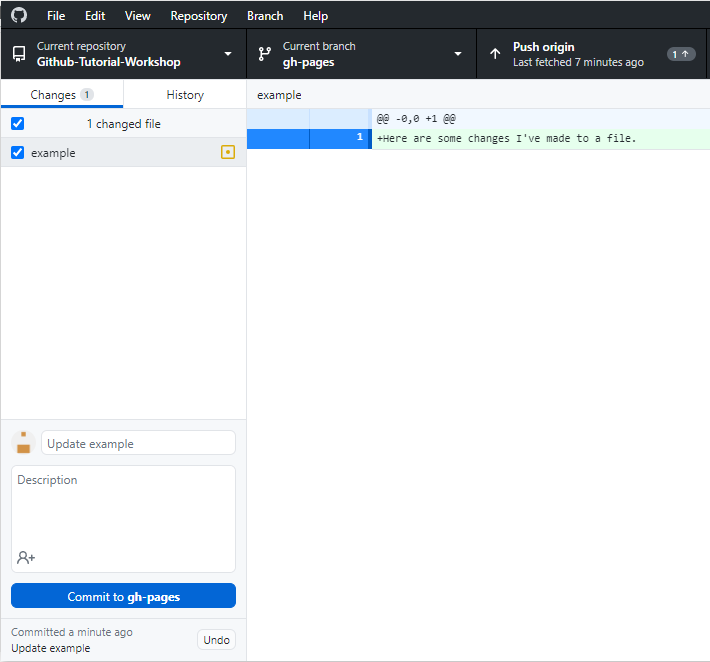 File Edit View Repository Branch Help
Current repository
Github-Tutorial-Workshop
Current branch
gh-pages
Push origin
Last fetched 7 minutes ago
1
Changes 1
History
example
1 changed file
example
@@ -0,0 +1 @@
1 +Here are some changes I've made to a file.
Update example
Description
Commit to gh-pages
Committed a minute ago
Update example
Undo